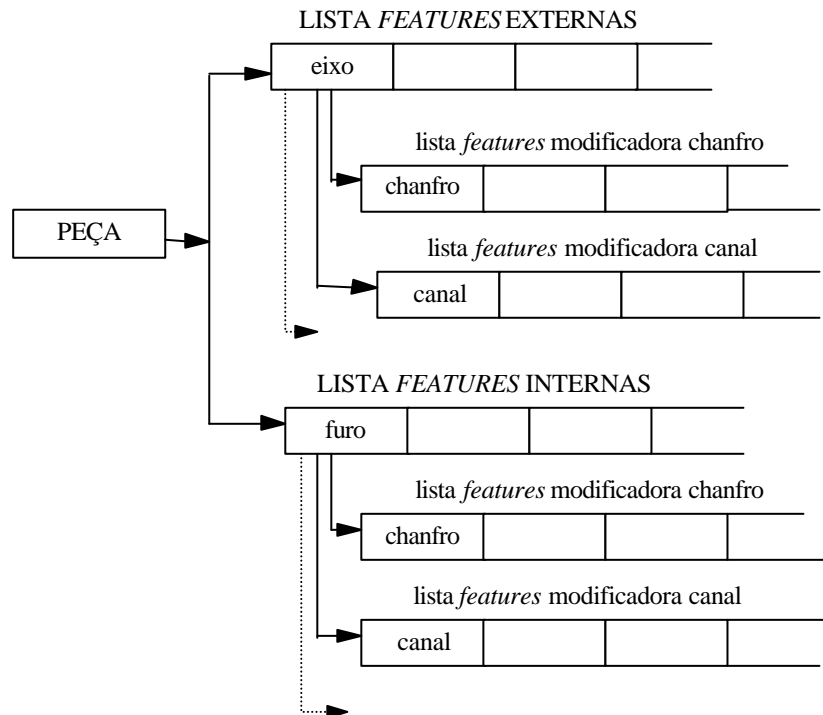 LISTA FEATURES EXTERNAS
eixo
lista features modificadora chanfro
chanfro
PEÇA
lista features modificadora canal
canal
LISTA FEATURES INTERNAS
furo
lista features modificadora chanfro
chanfro
lista features modificadora canal
canal